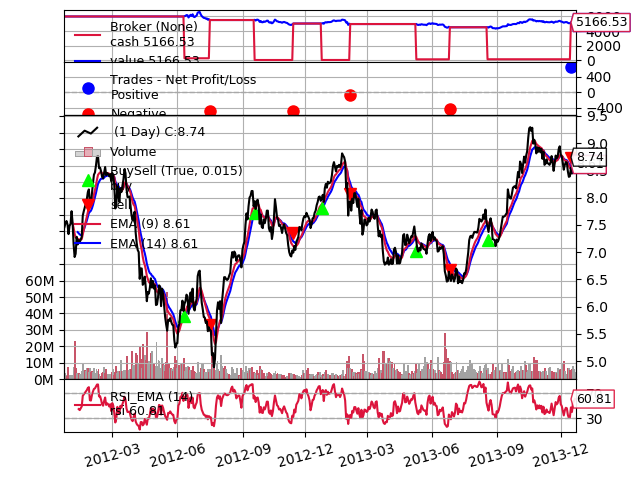 Broker (None)
cash 5166.53
value 5166.53
5166.53
4000
2000
0
Trades - Net Profit/Loss
Positive
Negative
400
0
−400
(1 Day) C:8.74
Volume
BuySell (True, 0.015)
sell
EMA (9) 8.61
EMA (14) 8.61
9.5
9.0
8.74
8.0
7.5
7.0
6.5
6.0
5.5
5.0
60M
50M
40M
30M
20M
10M
0M
RSI_EMA (14)
rsi 60.81
60.81
30
2012-03
2012-06
2012-09
2012-12
2013-03
2013-06
2013-09
2013-12